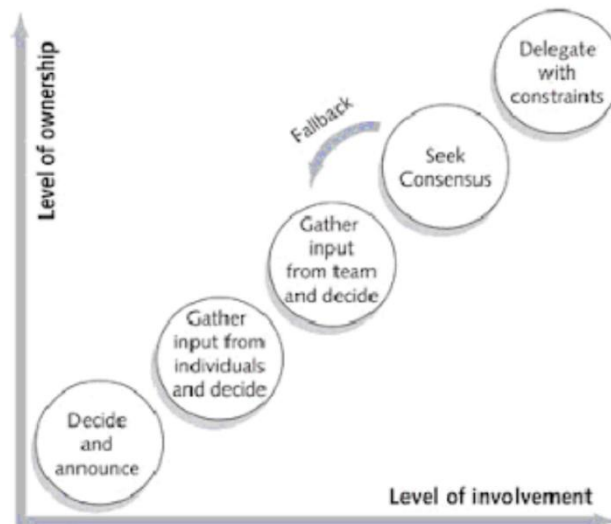 Level of ownership
Delegate
with
constraints
Fallback
Seek
Consensus
Gather
input
from team
and decide
Gather
input from
individuals
and decide
Decide
and
announce
Level of involvement